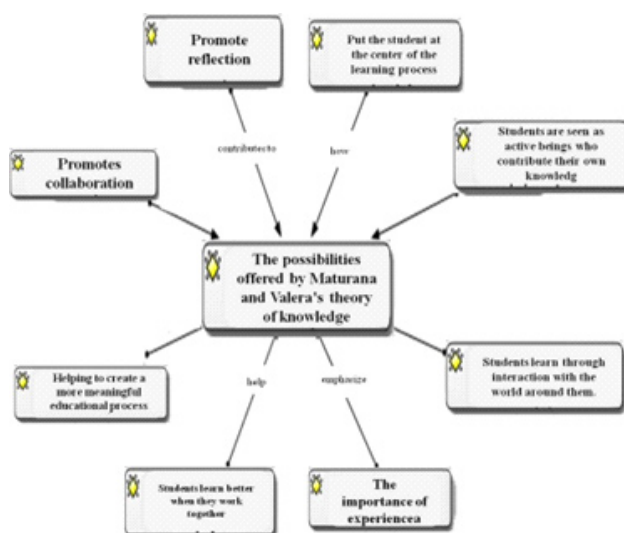 Promote
reflection
Put the student at
the center of the
learning process
contributes to
how
Students are seen as
active beings who
contribute their own
knowledg
Promotes
collaboration
The possibilities
offered by Maturana
and Valera's theory
of knowledge
Helping to create a
more meaningful
educational process
help
emphasize
Students learn through
interaction with the
world around them.
Students learn better
when they work
together
The
importance of
experiencea